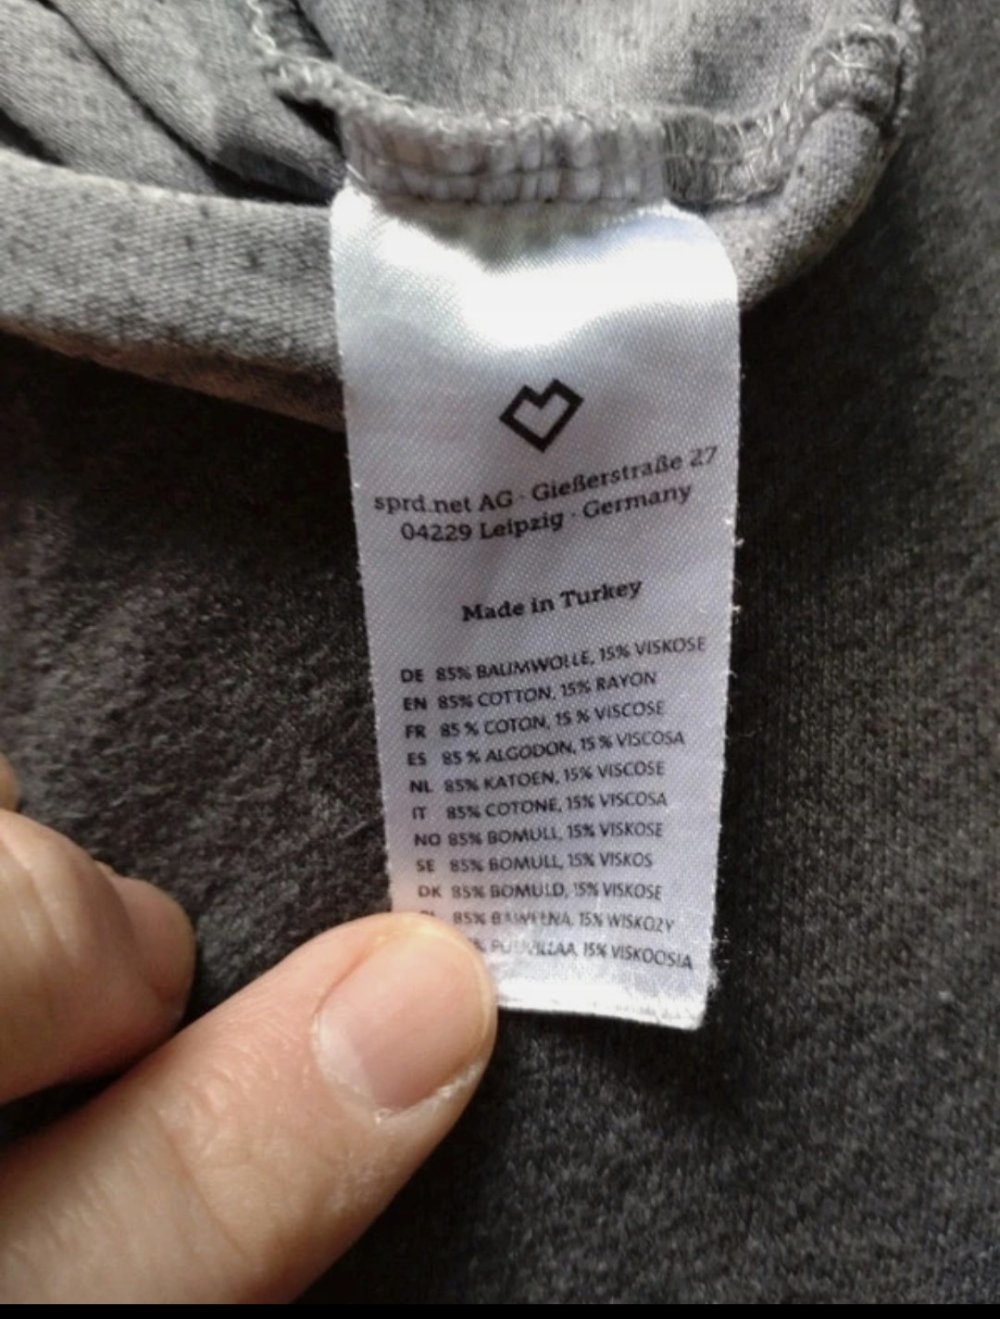 sprd.net AG · Gießerstraße 27
04229 Leipzig · Germany
Made in Turkey
DE 85% BAUMWOLLE, 15% VISKOSE
EN 85% COTTON, 15% RAYON
FR 85 % COTON, 15 % VISCOSE
ES 85 % ALGODON, 15 % VISCOSA
NL 85% KATOEN, 15% VISCOSE
IT 85% COTONE, 15% VISCOSA
NO 85% BOMULL, 15% VISKOSE
SE 85% BOMULL, 15% VISKOS
DK 85% BOMULD, 15% VISKOSE
85% BAWEŁNA, 15% WISKOZY
% PUUVILLAA, 15% VISKOOSIA